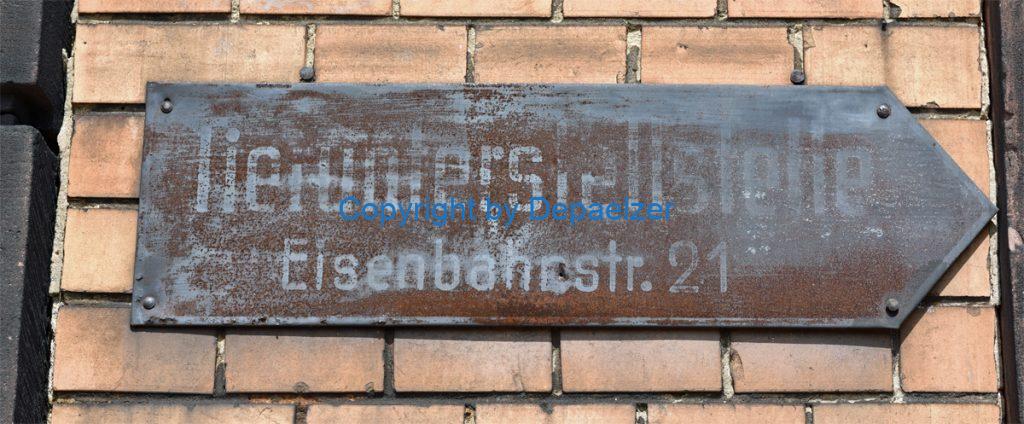 Tierunterstellstelle
Copyright by Depaelzer
Eisenbahnstr. 21